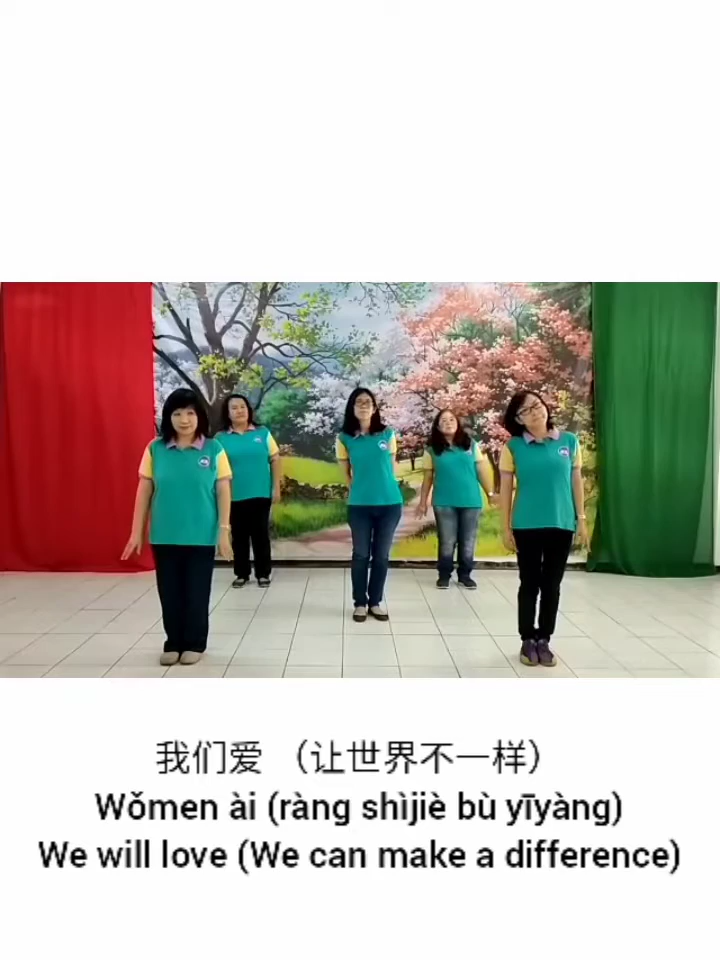 我们爱 （让世界不一样）
Wǒmen ài (ràng shìjiè bù yīyàng)
We will love (We can make a difference)